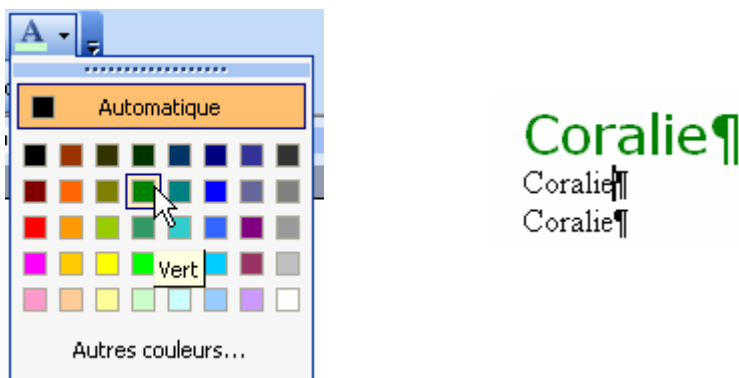 A
Automatique
Vert
Autres couleurs...
Coralie¶
Coralie¶
Coralie¶